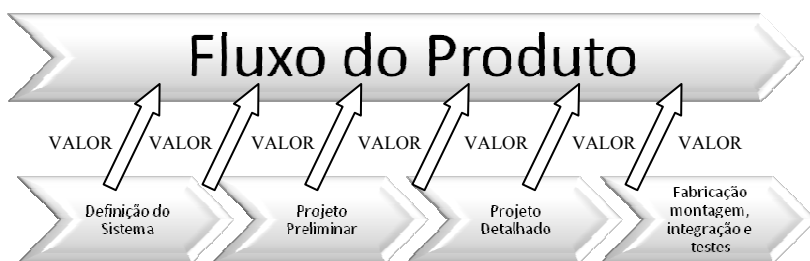 Fluxo do Produto
VALOR VALOR VALOR VALOR VALOR VALOR VALOR
Definição do
Sistema
Projeto
Preliminar
Projeto
Detalhado
Fabricação
montagem,
integração e
testes